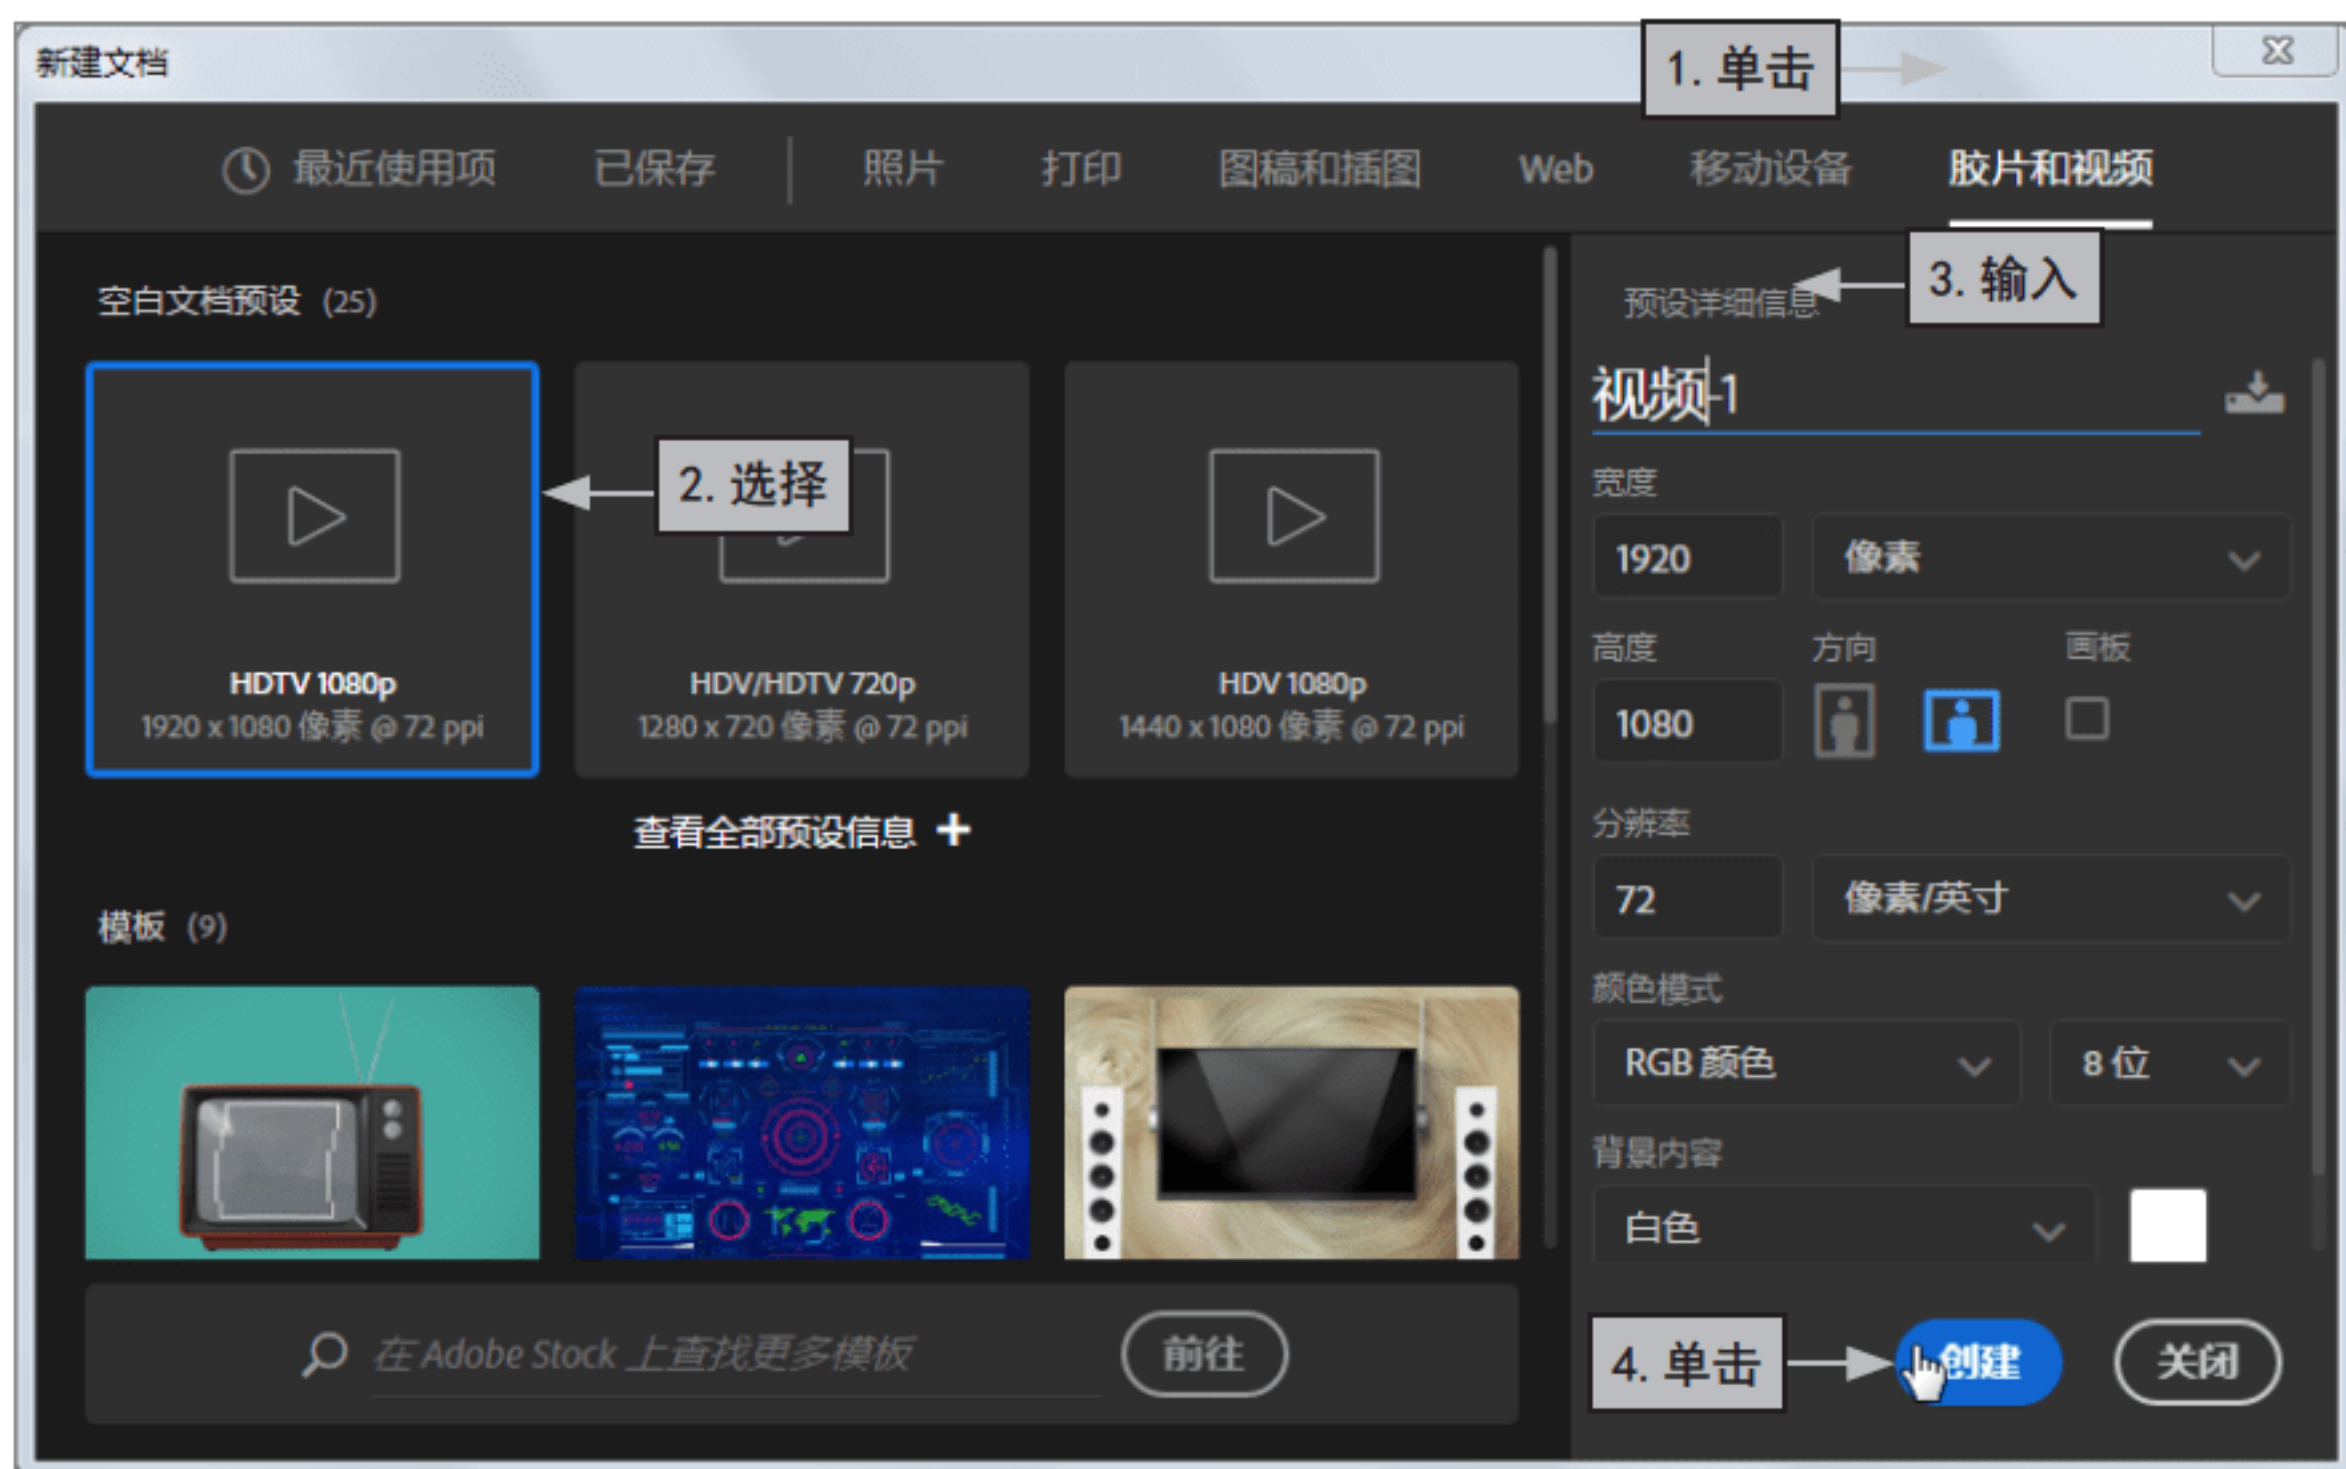 新建文档
1. 单击
最近使用项 已保存 照片 打印 图稿和插图 Web 移动设备 胶片和视频
空白文档预设 (25)
HDTV 1080p
1920 x 1080 像素 @ 72 ppi
2. 选择
HDV/HDTV 720p
1280 x 720 像素 @ 72 ppi
HDV 1080p
1440 x 1080 像素 @ 72 ppi
查看全部预设信息 +
模板 (9)
在 Adobe Stock 上查找更多模板
前往
预设详细信息
3. 输入
视频-1
宽度
1920 像素
高度 方向 画板
1080
分辨率
72 像素/英寸
颜色模式
RGB 颜色 8 位
背景内容
白色
4. 单击
创建 关闭